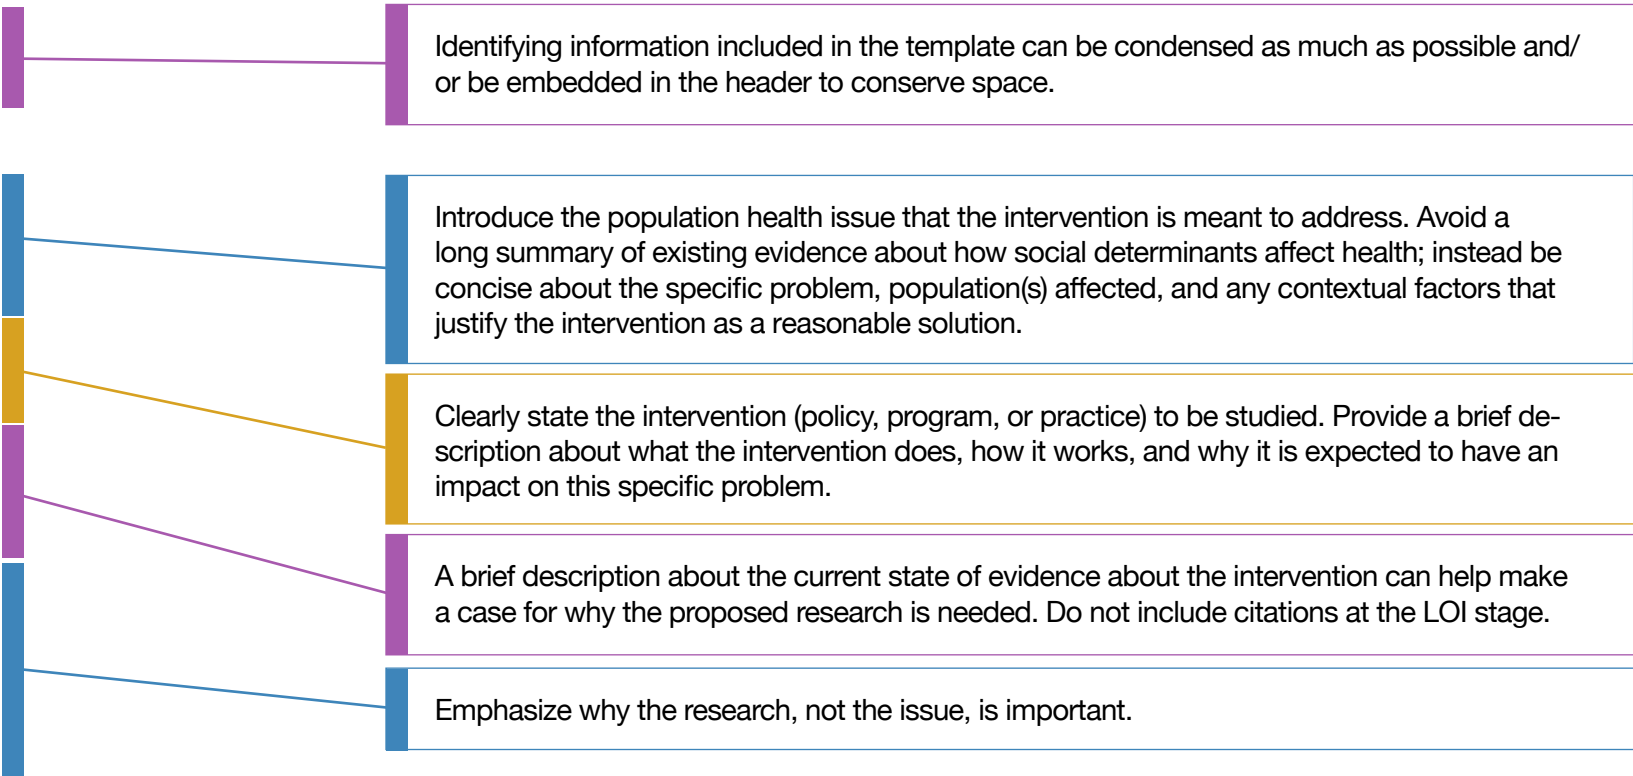 Identifying information included in the template can be condensed as much as possible and/
or be embedded in the header to conserve space.
Introduce the population health issue that the intervention is meant to address. Avoid a
long summary of existing evidence about how social determinants affect health; instead be
concise about the specific problem, population(s) affected, and any contextual factors that
justify the intervention as a reasonable solution.
Clearly state the intervention (policy, program, or practice) to be studied. Provide a brief de-
scription about what the intervention does, how it works, and why it is expected to have an
impact on this specific problem.
A brief description about the current state of evidence about the intervention can help make
a case for why the proposed research is needed. Do not include citations at the LOI stage.
Emphasize why the research, not the issue, is important.